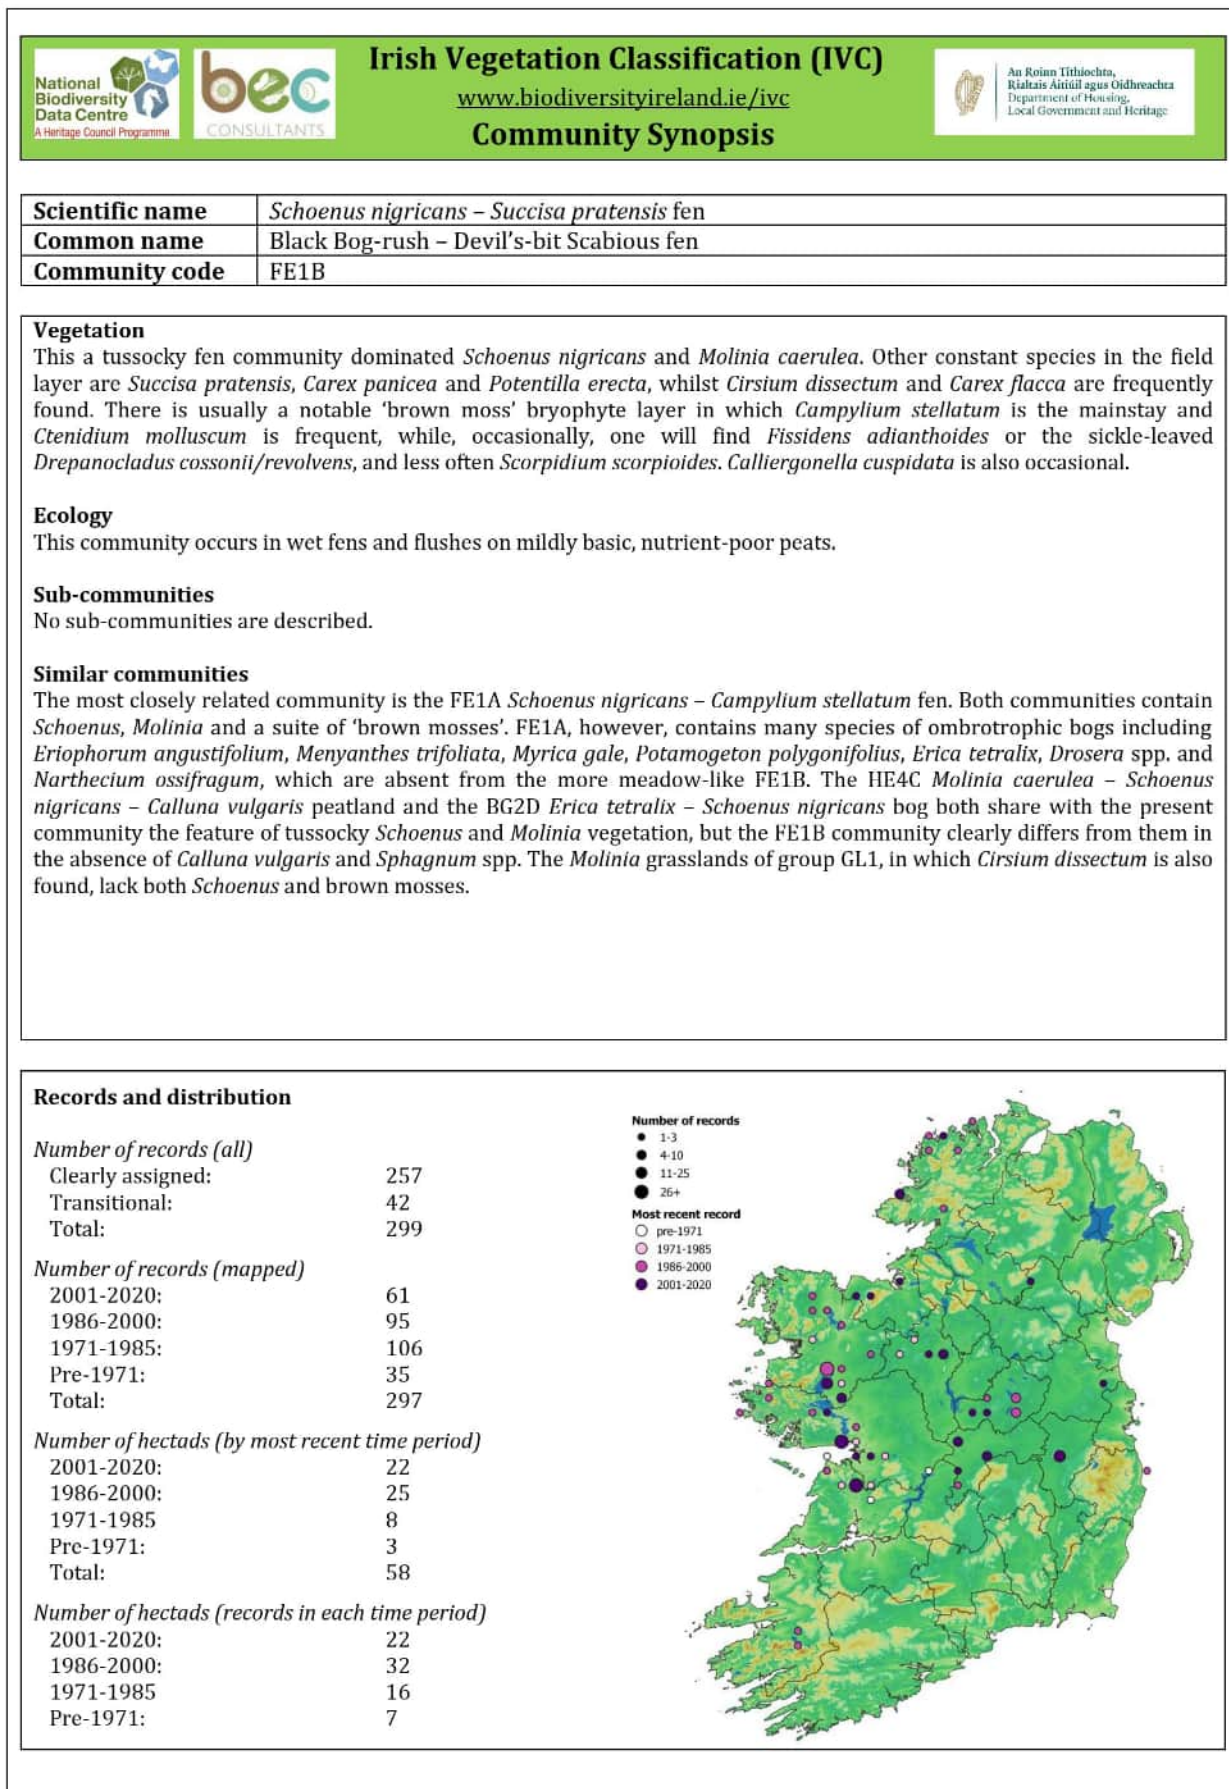 National
Biodiversity
Data Centre
A Heritage Council Programme
bec
CONSULTANTS
Irish Vegetation Classification (IVC)
www.biodiversityireland.ie/ivc
Community Synopsis
An Roinn Tithíochta,
Rialtais Áitiúil agus Oidhreachta
Department of Housing,
Local Government and Heritage
Scientific name Schoenus nigricans – Succisa pratensis fen
Common name Black Bog-rush – Devil’s-bit Scabious fen
Community code FE1B
Vegetation
This a tussocky fen community dominated Schoenus nigricans and Molinia caerulea. Other constant species in the field
layer are Succisa pratensis, Carex panicea and Potentilla erecta, whilst Cirsium dissectum and Carex flacca are frequently
found. There is usually a notable ‘brown moss’ bryophyte layer in which Campylium stellatum is the mainstay and
Ctenidium molluscum is frequent, while, occasionally, one will find Fissidens adianthoides or the sickle-leaved
Drepanocladus cossonii/revolvens, and less often Scorpidium scorpioides. Calliergonella cuspidata is also occasional.
Ecology
This community occurs in wet fens and flushes on mildly basic, nutrient-poor peats.
Sub-communities
No sub-communities are described.
Similar communities
The most closely related community is the FE1A Schoenus nigricans – Campylium stellatum fen. Both communities contain
Schoenus, Molinia and a suite of ‘brown mosses’. FE1A, however, contains many species of ombrotrophic bogs including
Eriophorum angustifolium, Menyanthes trifoliata, Myrica gale, Potamogeton polygonifolius, Erica tetralix, Drosera spp. and
Narthecium ossifragum, which are absent from the more meadow-like FE1B. The HE4C Molinia caerulea – Schoenus
nigricans – Calluna vulgaris peatland and the BG2D Erica tetralix – Schoenus nigricans bog both share with the present
community the feature of tussocky Schoenus and Molinia vegetation, but the FE1B community clearly differs from them in
the absence of Calluna vulgaris and Sphagnum spp. The Molinia grasslands of group GL1, in which Cirsium dissectum is also
found, lack both Schoenus and brown mosses.
Records and distribution
Number of records (all)
Clearly assigned: 257
Transitional: 42
Total: 299
Number of records (mapped)
2001-2020: 61
1986-2000: 95
1971-1985: 106
Pre-1971: 35
Total: 297
Number of hectads (by most recent time period)
2001-2020: 22
1986-2000: 25
1971-1985 8
Pre-1971: 3
Total: 58
Number of hectads (records in each time period)
2001-2020: 22
1986-2000: 32
1971-1985 16
Pre-1971: 7
Number of records
1-3
4-10
11-25
26+
Most recent record
pre-1971
1971-1985
1986-2000
2001-2020